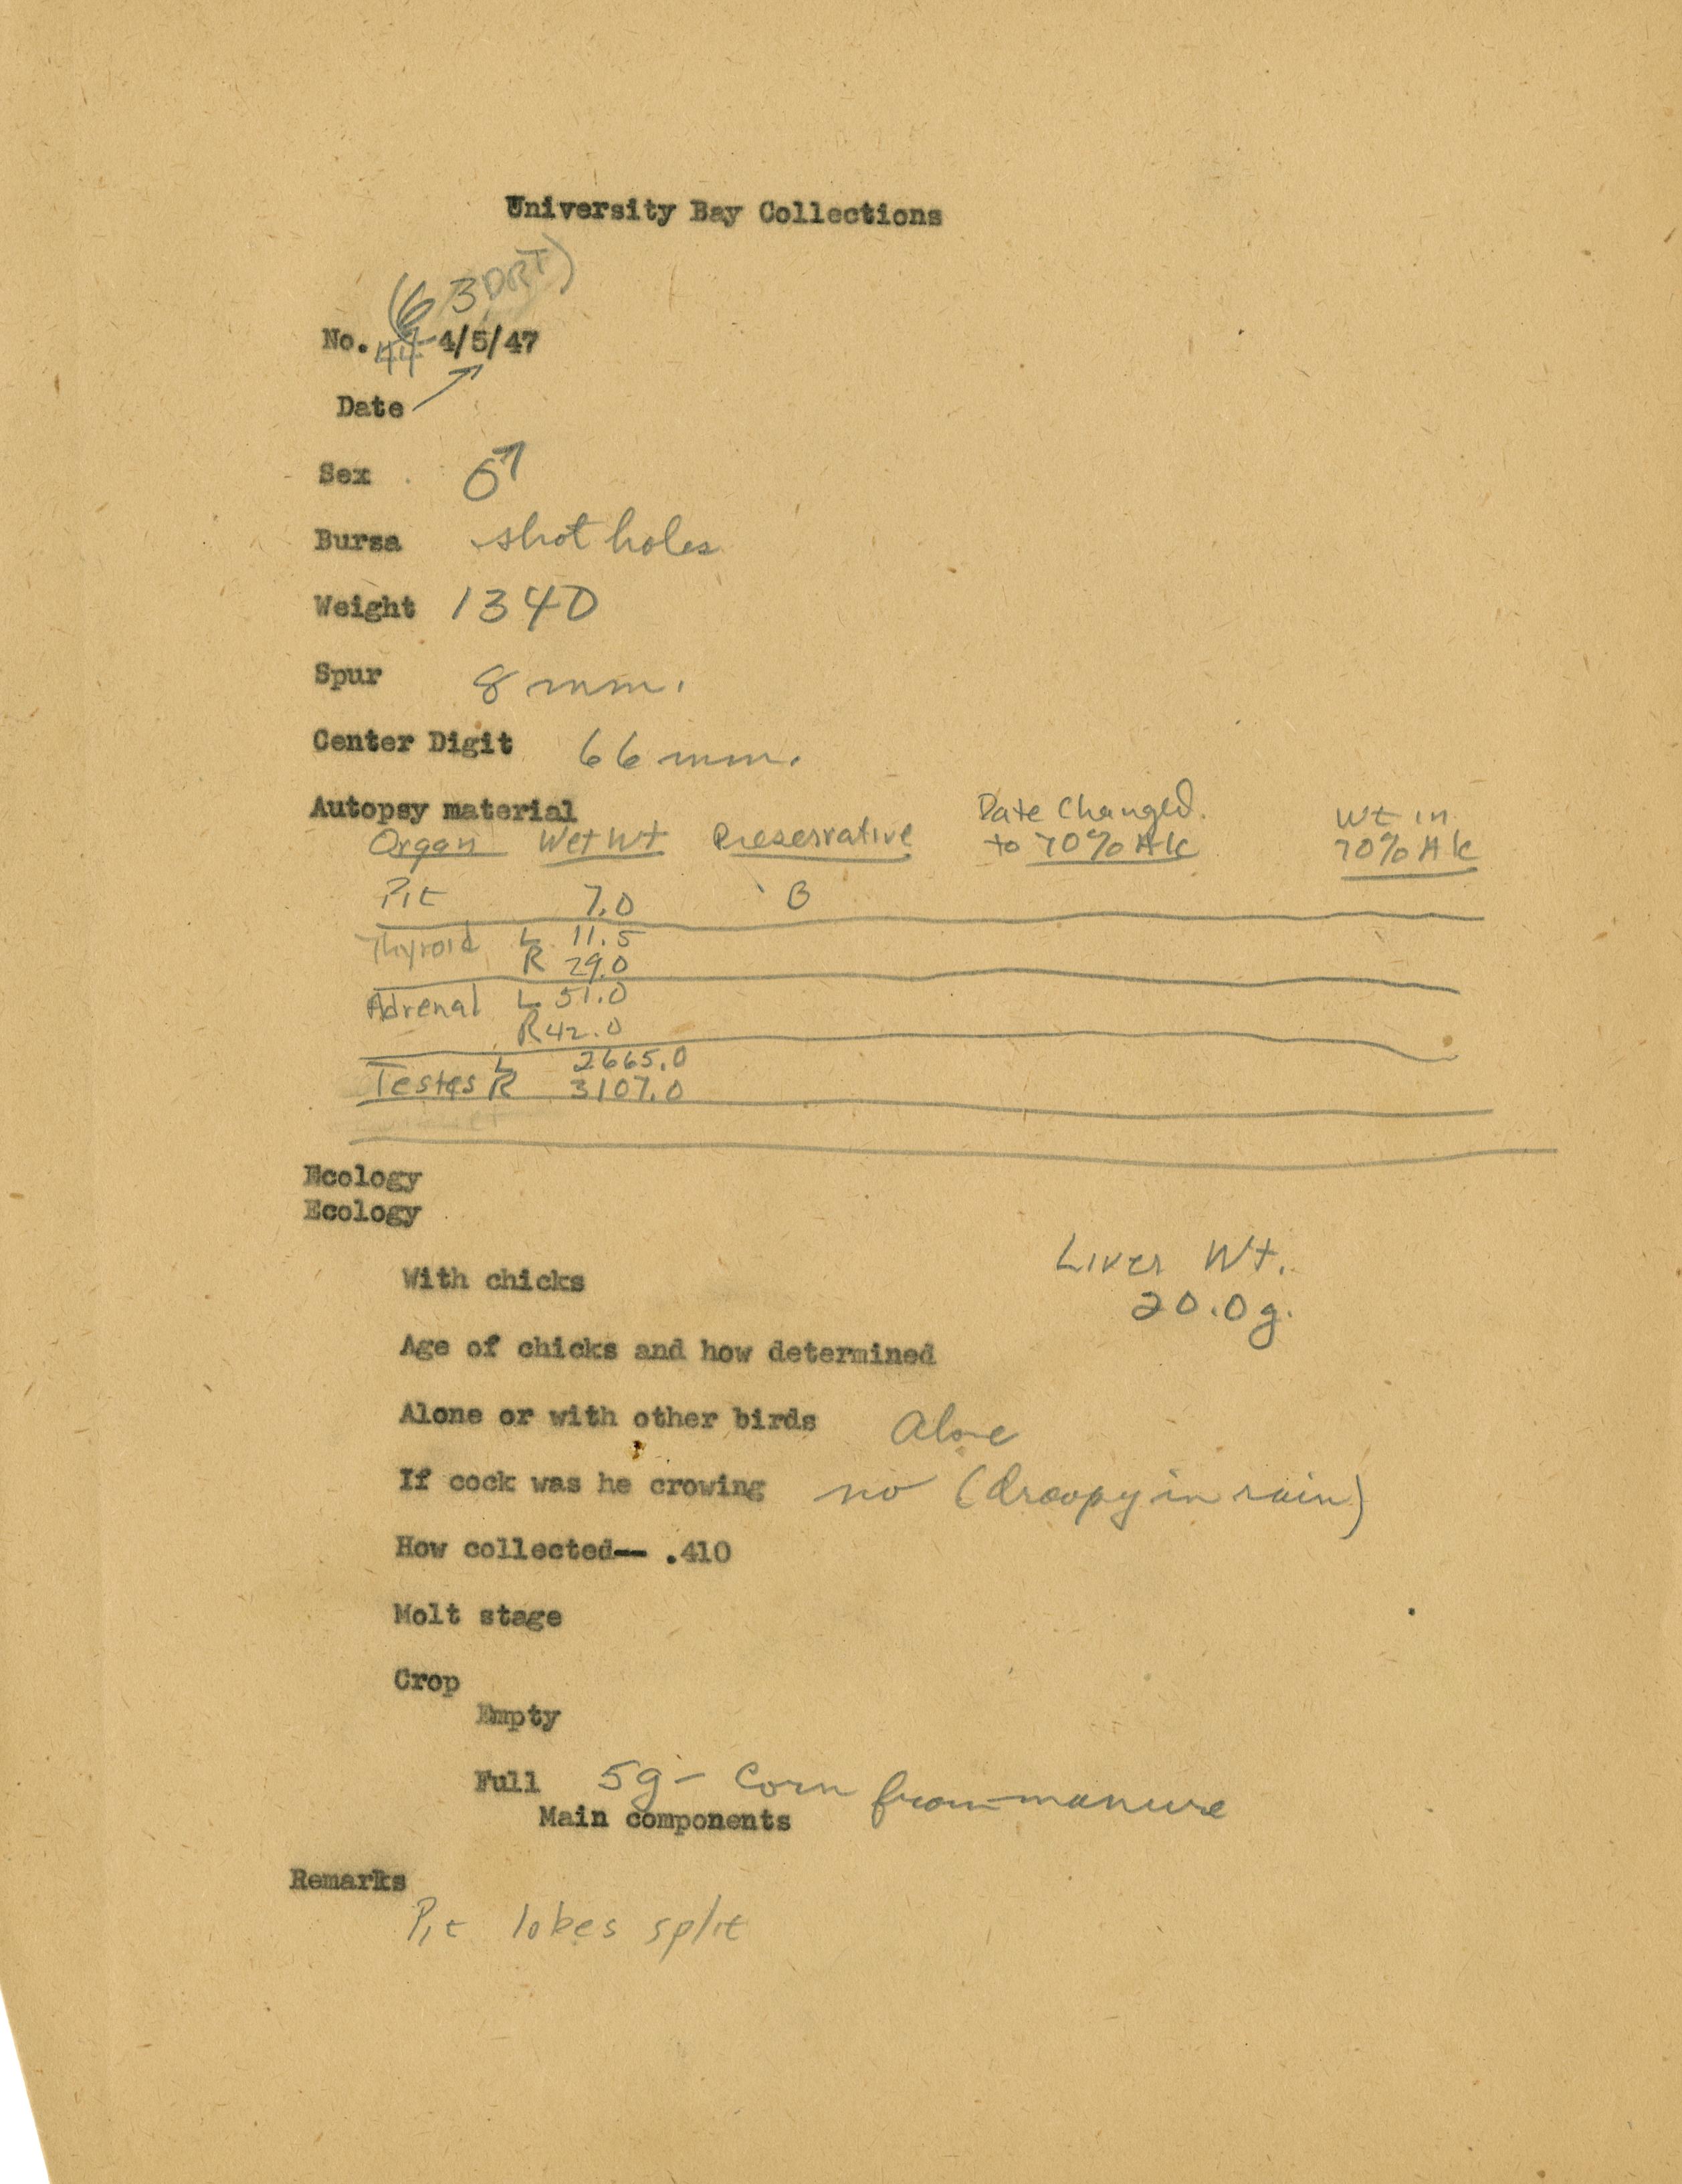 University Bay Collections
(63 DRT)
No. 44 4/5/47
Date ↗
Sex ♂
Bursa shot holes
Weight 1340
Spur 8 mm.
Center Digit 66 mm.
Autopsy material
Date Changed. Wt in
Organ Wet Wt Preservative to 70% Alc 70% Alc
Pit 7.0 B
Thyroid L 11.5
R 29.0
Adrenal L 51.0
R 42.0
L 2665.0
Testes R 3107.0
Ecology
Ecology
Liver Wt.
With chicks
20.0g.
Age of chicks and how determined
Alone or with other birds Alone
If cock was he crowing no (droopy in rain)
How collected-- .410
Molt stage
Crop
Empty
Full 5g - Corn from manure
Main components
Remarks
Pit lobes split